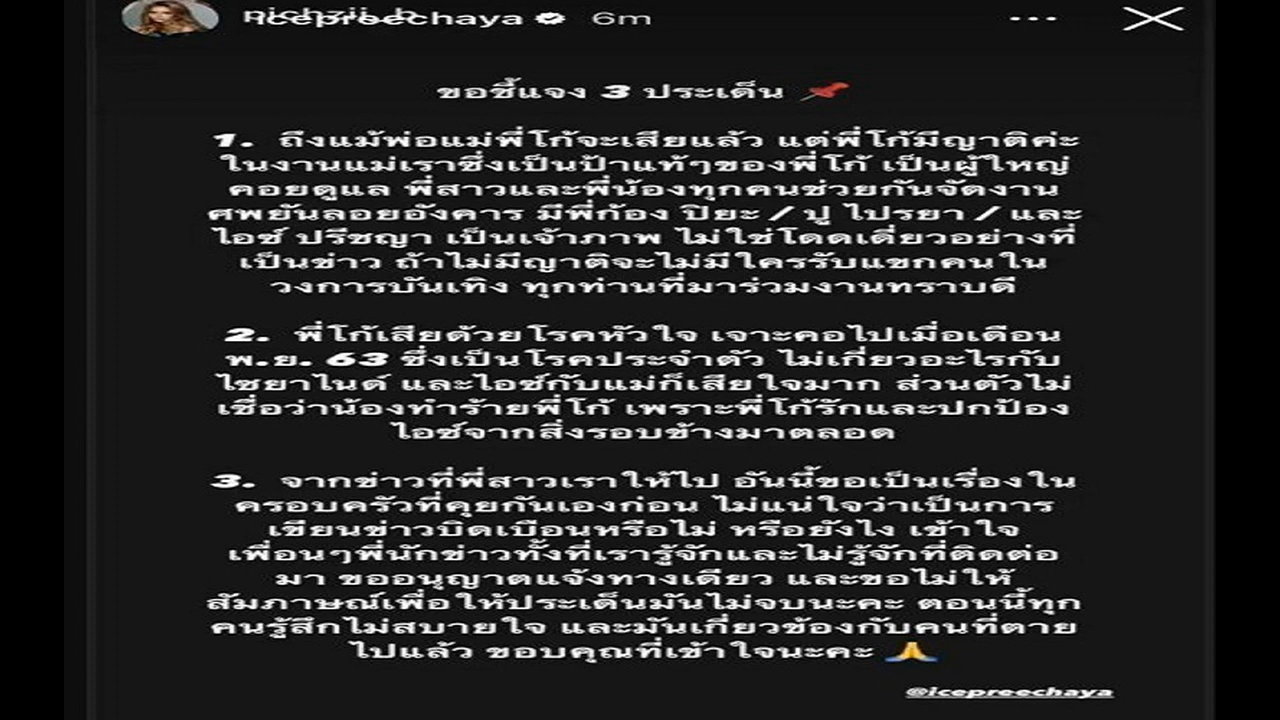 icepreechaya 6m
ขอชี้แจง 3 ประเด็น
1. ถึงแม้พ่อแม่พี่โก้จะเสียแล้ว แต่พี่โก้มีญาติค่ะ
ในงานแม่เราซึ่งเป็นป้าแท้ๆของพี่โก้ เป็นผู้ใหญ่
คอยดูแล พี่สาวและพี่น้องทุกคนช่วยกันจัดงาน
ศพยันลอยอังคาร มีพี่ก้อง ปิยะ / ปู ไปรยา / และ
ไอซ์ ปรีชญา เป็นเจ้าภาพ ไม่ใช่โดดเดี่ยวอย่างที่
เป็นข่าว ถ้าไม่มีญาติจะไม่มีใครรับแขกคนใน
วงการบันเทิง ทุกท่านที่มาร่วมงานทราบดี
2. พี่โก้เสียด้วยโรคหัวใจ เจาะคอไปเมื่อเดือน
พ.ย. 63 ซึ่งเป็นโรคประจำตัว ไม่เกี่ยวอะไรกับ
ไซยาไนด์ และไอซ์กับแม่ก็เสียใจมาก ส่วนตัวไม่
เชื่อว่าน้องทำร้ายพี่โก้ เพราะพี่โก้รักและปกป้อง
ไอซ์จากสิ่งรอบข้างมาตลอด
3. จากข่าวที่พี่สาวเราให้ไป อันนี้ขอเป็นเรื่องใน
ครอบครัวที่คุยกันเองก่อน ไม่แน่ใจว่าเป็นการ
เขียนข่าวบิดเบือนหรือไม่ หรือยังไง เข้าใจ
เพื่อนๆพี่นักข่าวทั้งที่เรารู้จักและไม่รู้จักที่ติดต่อ
มา ขออนุญาตแจ้งทางเดียว และขอไม่ให้
สัมภาษณ์เพื่อให้ประเด็นมันไม่จบนะคะ ตอนนี้ทุก
คนรู้สึกไม่สบายใจ และมันเกี่ยวข้องกับคนที่ตาย
ไปแล้ว ขอบคุณที่เข้าใจนะคะ 🙏
@icepreechaya